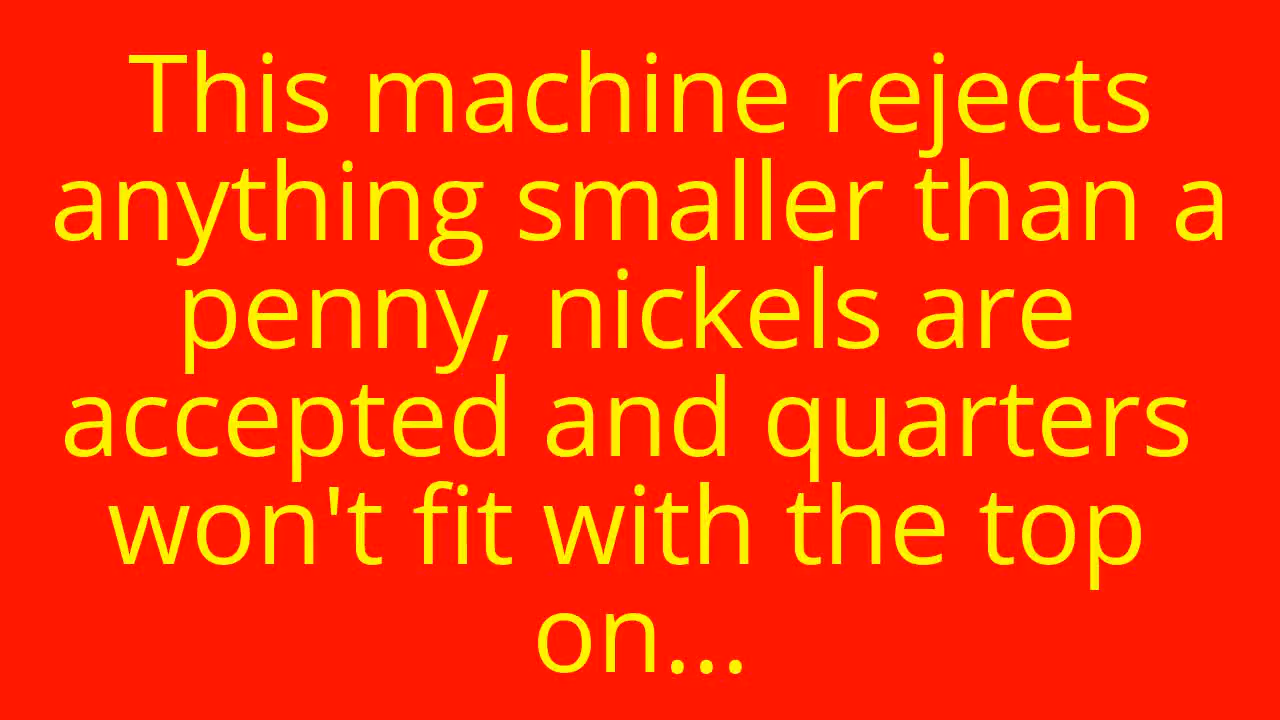 This machine rejects
anything smaller than a
penny, nickels are
accepted and quarters
won't fit with the top
on...